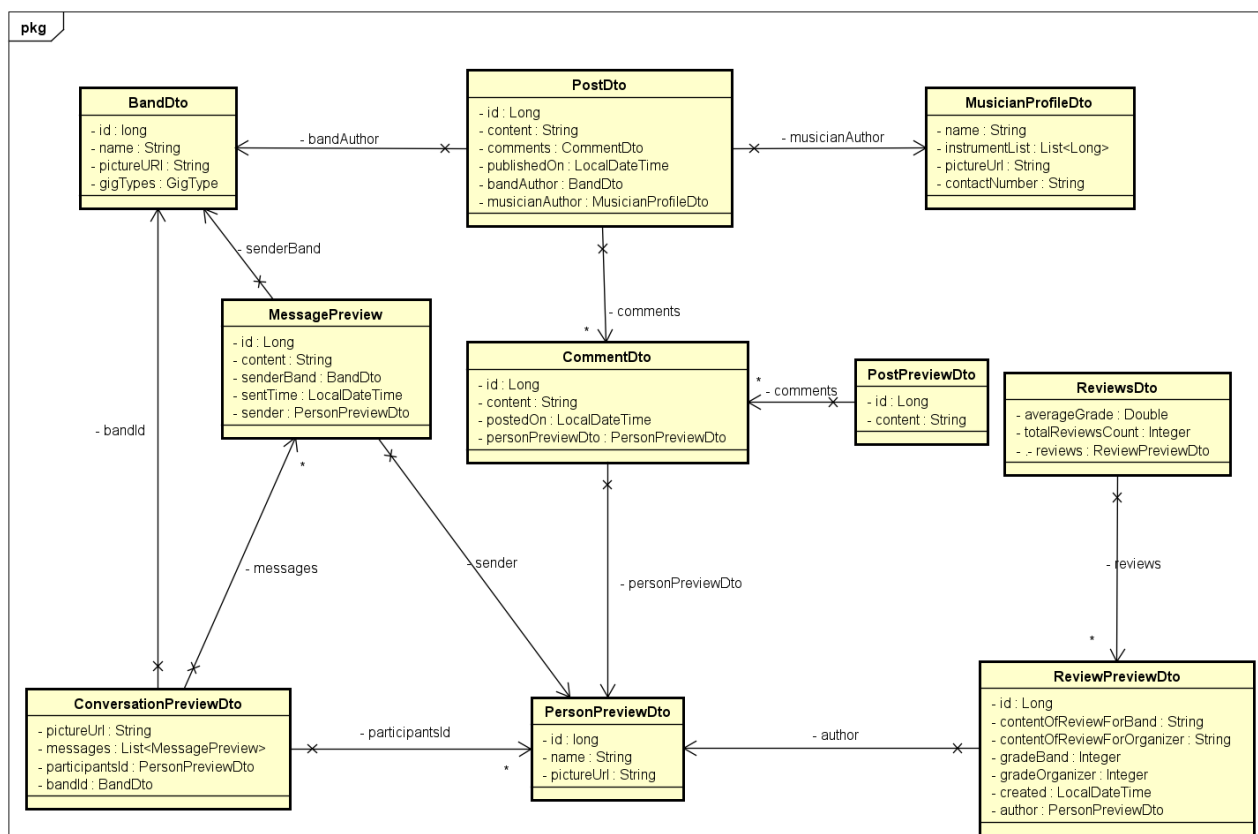 pkg
BandDto
- id : long
- name : String
- pictureURl : String
- gigTypes : GigType
- bandAuthor
PostDto
- id : Long
- content : String
- comments : CommentDto
- publishedOn : LocalDateTime
- bandAuthor : BandDto
- musicianAuthor : MusicianProfileDto
- musicianAuthor
MusicianProfileDto
- name : String
- instrumentList : List<Long>
- pictureUrl : String
- contactNumber : String
- senderBand
MessagePreview
- id : Long
- content : String
- senderBand : BandDto
- sentTime : LocalDateTime
- sender : PersonPreviewDto
*
- comments
*
CommentDto
- id : Long
- content : String
- postedOn : LocalDateTime
- personPreviewDto : PersonPreviewDto
*
- comments
PostPreviewDto
- id : Long
- content : String
ReviewsDto
- averageGrade : Double
- totalReviewsCount : Integer
- .- reviews : ReviewPreviewDto
- bandId
- messages
- sender
- personPreviewDto
- reviews
*
ConversationPreviewDto
- pictureUrl : String
- messages : List<MessagePreview>
- participantsId : PersonPreviewDto
- bandId : BandDto
- participantsId
*
PersonPreviewDto
- id : long
- name : String
- pictureUrl : String
- author
ReviewPreviewDto
- id : Long
- contentOfReviewForBand : String
- contentOfReviewForOrganizer : String
- gradeBand : Integer
- gradeOrganizer : Integer
- created : LocalDateTime
- author : PersonPreviewDto